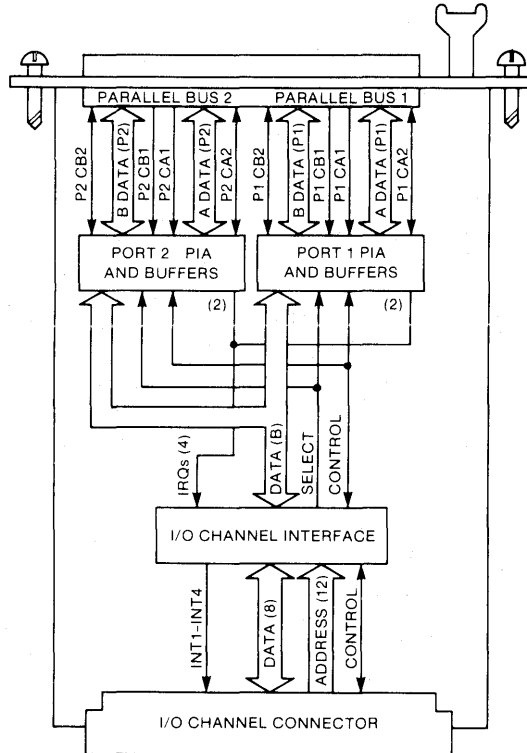 PARALLEL BUS 2 PARALLEL BUS 1
P2 CB2
B DATA (P2)
P2 CB1
P2 CA1
A DATA (P2)
P2 CA2
P1 CB2
B DATA (P1)
P1 CB1
P1 CA1
A DATA (P1)
P1 CA2
PORT 2 PIA
AND BUFFERS
PORT 1 PIA
AND BUFFERS
(2)
(2)
IRQs (4)
DATA (B)
SELECT
CONTROL
I/O CHANNEL INTERFACE
INT1-INT4
DATA (8)
ADDRESS (12)
CONTROL
I/O CHANNEL CONNECTOR